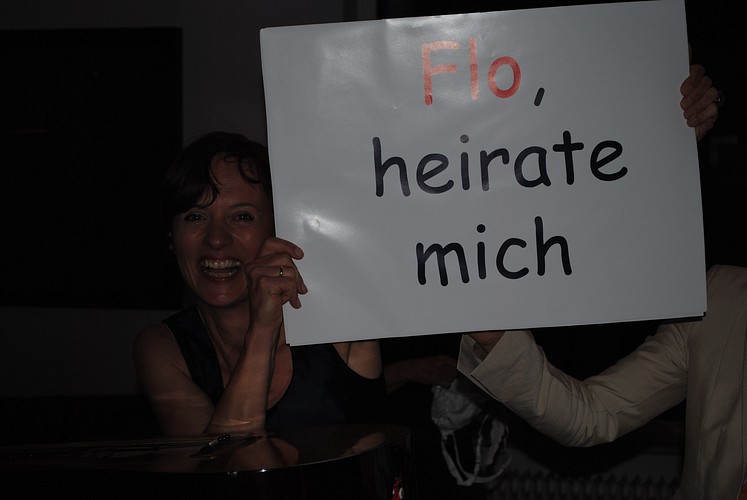 Flo,
heirate
mich